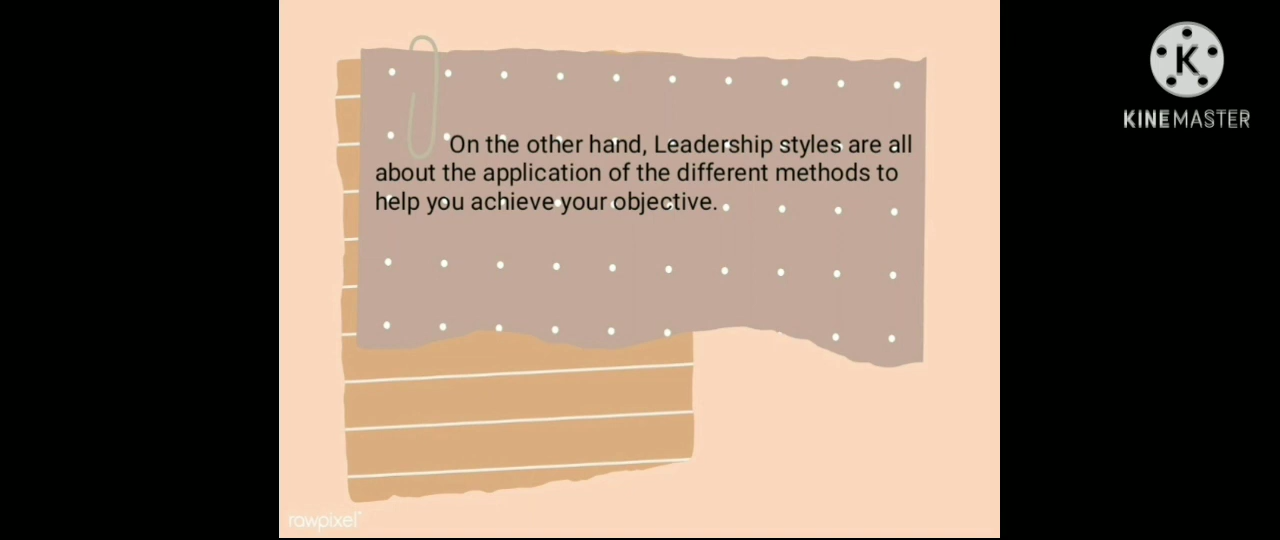 On the other hand, Leadership styles are all
about the application of the different methods to
help you achieve your objective.
K
KINEMASTER
rawpixel